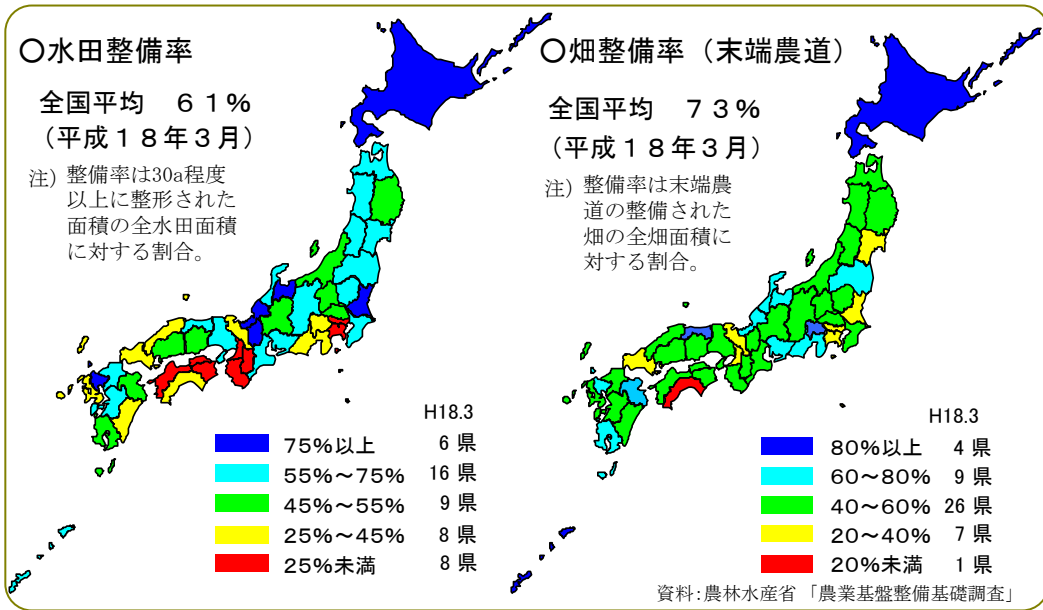 〇水田整備率
全国平均　６１％
（平成１８年３月）
注）整備率は30a程度
以上に整形された
面積の全水田面積
に対する割合。
H18.3
75％以上　6 県
55％～75％　16 県
45％～55％　9 県
25％～45％　8 県
25％未満　8 県
〇畑整備率（末端農道）
全国平均　７３％
（平成１８年３月）
注）整備率は末端農
道の整備された
畑の全畑面積に
対する割合。
H18.3
80％以上　4 県
60～80％　9 県
40～60％　26 県
20～40％　7 県
20％未満　1 県
資料：農林水産省 「農業基盤整備基礎調査」